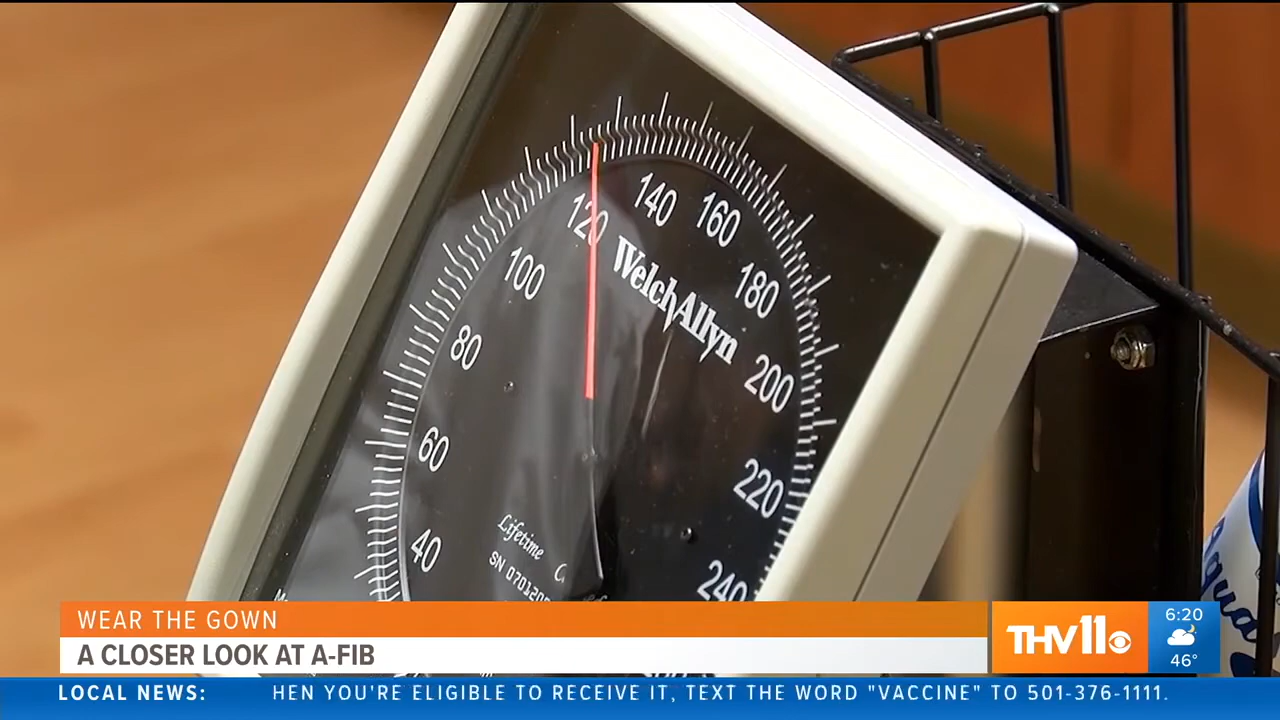 140
160
120
180
100
WelchAllyn
80
200
60
220
Lifetime
40
240
WEAR THE GOWN
THV11
6:20
A CLOSER LOOK AT A-FIB
46°
LOCAL NEWS: HEN YOU'RE ELIGIBLE TO RECEIVE IT, TEXT THE WORD "VACCINE" TO 501-376-1111.